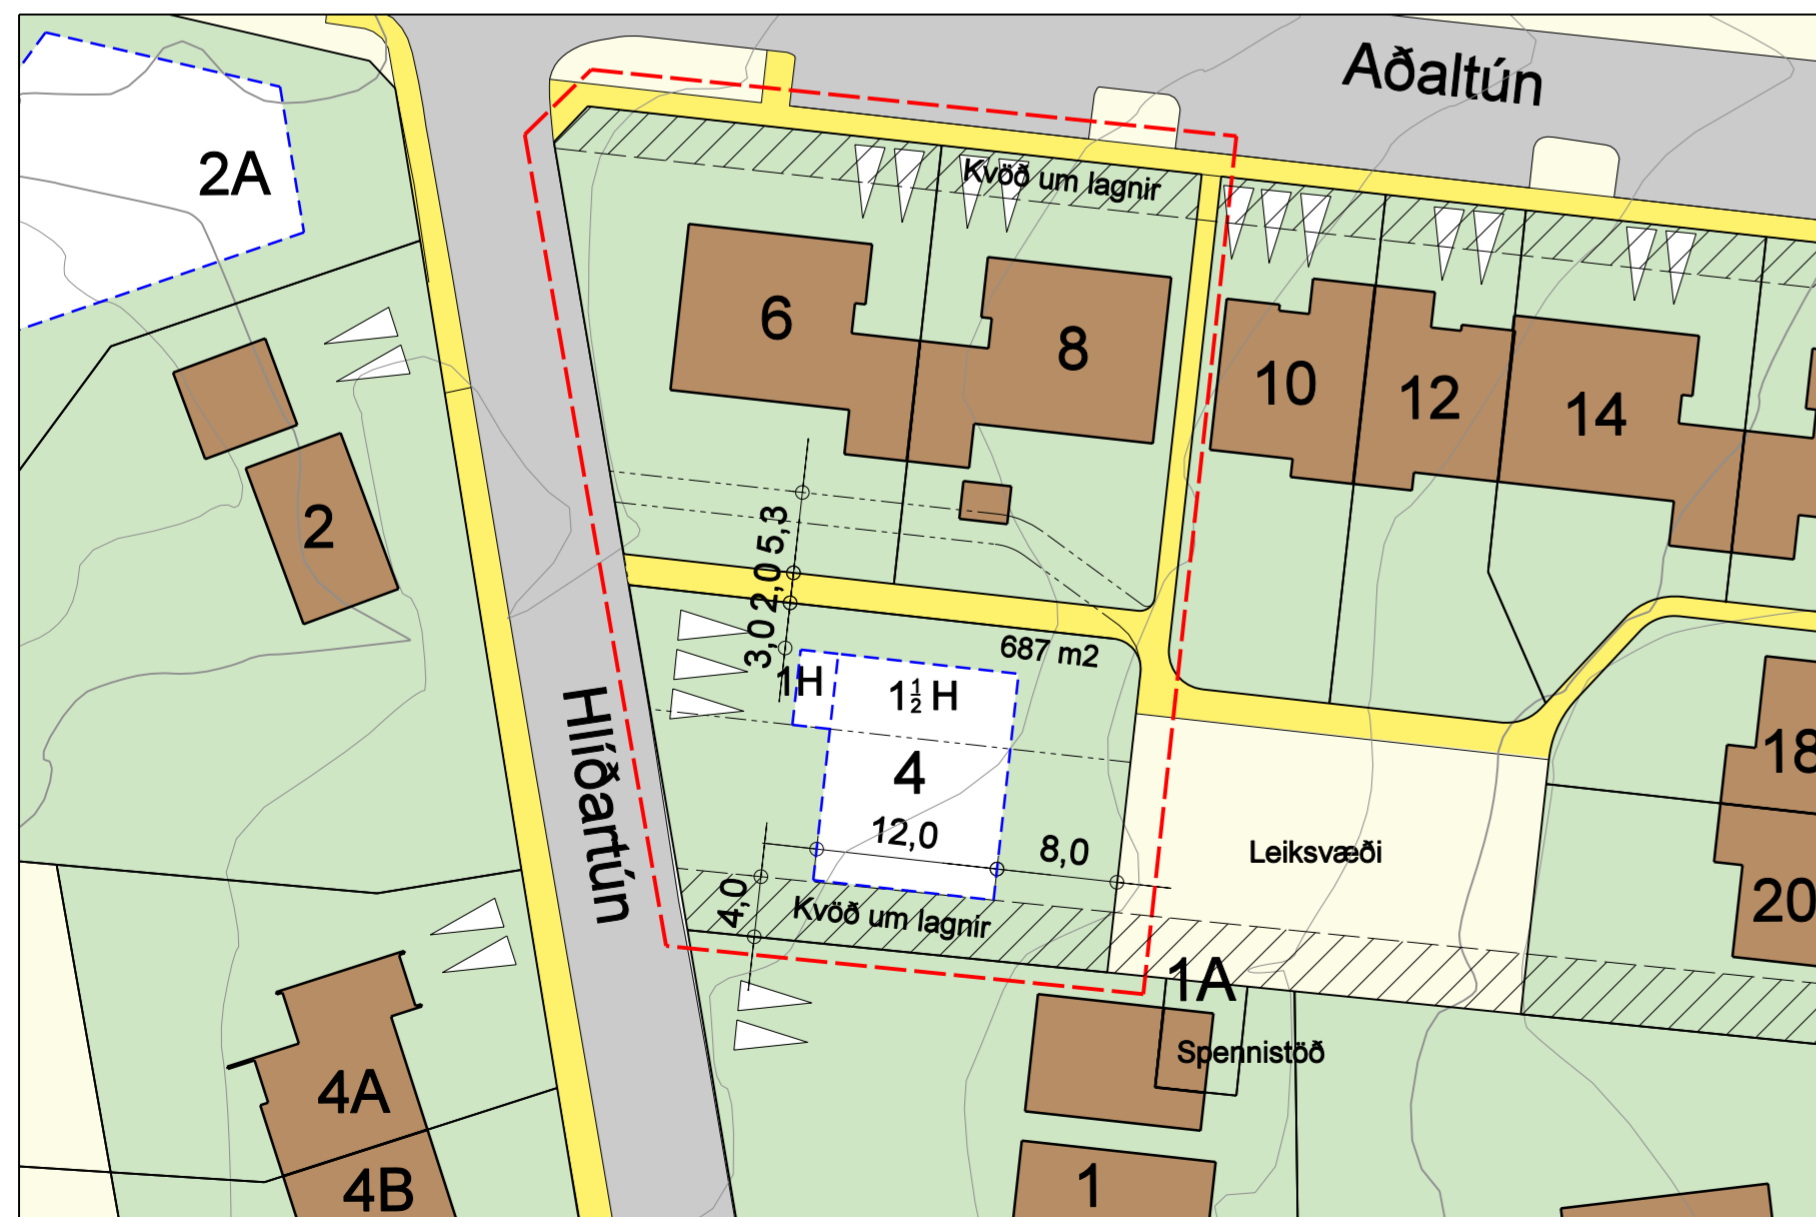 Aðaltún
2A
Kvöð um lagnir
6
8
10
12
14
2
5,3
2,0
3,0
687 m2
1H
1½ H
4
Hlíðartún
12,0
8,0
4,0
Kvöð um lagnir
Leiksvæði
18
20
1A
Spennistöð
4A
4B
1